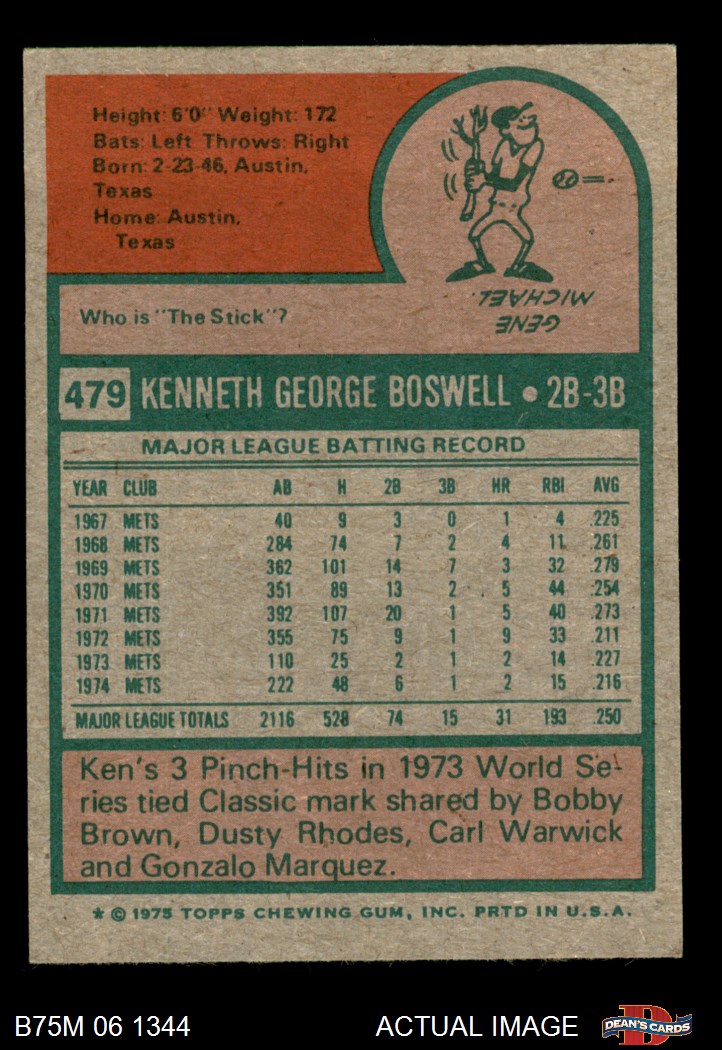 Height: 6'0" Weight: 172
Bats: Left Throws: Right
Born: 2-23-46, Austin,
Texas
Home: Austin,
Texas
Who is "The Stick"?
GENE
MICHAEL.
479 KENNETH GEORGE BOSWELL • 2B-3B
MAJOR LEAGUE BATTING RECORD
YEAR CLUB AB H 2B 3B HR RBI AVG
1967 METS 40 9 3 0 1 4 .225
1968 METS 284 74 7 2 4 11 .261
1969 METS 362 101 14 7 3 32 .279
1970 METS 351 89 13 2 5 44 .254
1971 METS 392 107 20 1 5 40 .273
1972 METS 355 75 9 1 9 33 .211
1973 METS 110 25 2 1 2 14 .227
1974 METS 222 48 6 1 2 15 .216
MAJOR LEAGUE TOTALS 2116 528 74 15 31 193 .250
Ken's 3 Pinch-Hits in 1973 World Se-
ries tied Classic mark shared by Bobby
Brown, Dusty Rhodes, Carl Warwick
and Gonzalo Marquez.
* © 1975 TOPPS CHEWING GUM, INC. PRTD IN U.S.A.
B75M 06 1344 ACTUAL IMAGE D DEAN'S CARDS